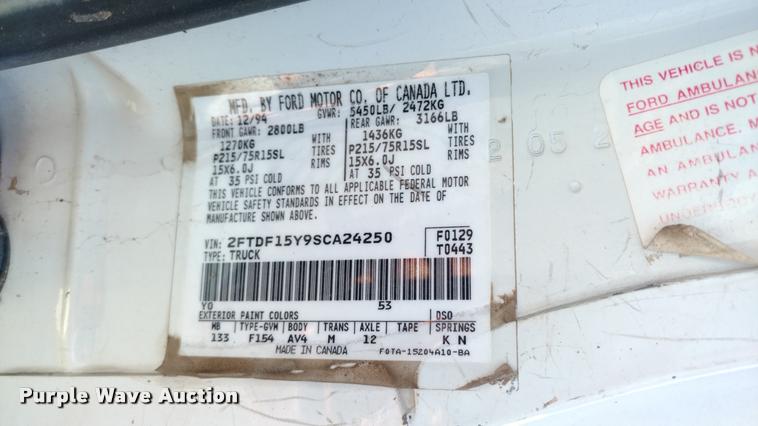 MFD. BY FORD MOTOR CO. OF CANADA LTD.
DATE: 12/94 GVWR: 5450LB/ 2472KG
FRONT GAWR: 2800LB REAR GAWR: 3166LB
1270KG WITH 1436KG WITH
P215/75R15SL TIRES P215/75R15SL TIRES
15X6.0J RIMS 15X6.0J RIMS
AT 35 PSI COLD AT 35 PSI COLD
THIS VEHICLE CONFORMS TO ALL APPLICABLE FEDERAL MOTOR
VEHICLE SAFETY STANDARDS IN EFFECT ON THE DATE OF
MANUFACTURE SHOWN ABOVE.
VIN: 2FTDF15Y9SCA24250 F0129
TYPE: TRUCK T0443
YO 53
EXTERIOR PAINT COLORS DSO
WB TYPE-GVW BODY TRANS AXLE TAPE SPRINGS
133 F154 AV4 M 12 K N
MADE IN CANADA F0TA-15204A10-BA
THIS VEHICLE IS N
FORD AMBULAN
AGE AND IS NOT
AMBULANCE. M
AN AMBULAN
WARRANTY A
UNDERBODY
2 05 2
Purple Wave Auction